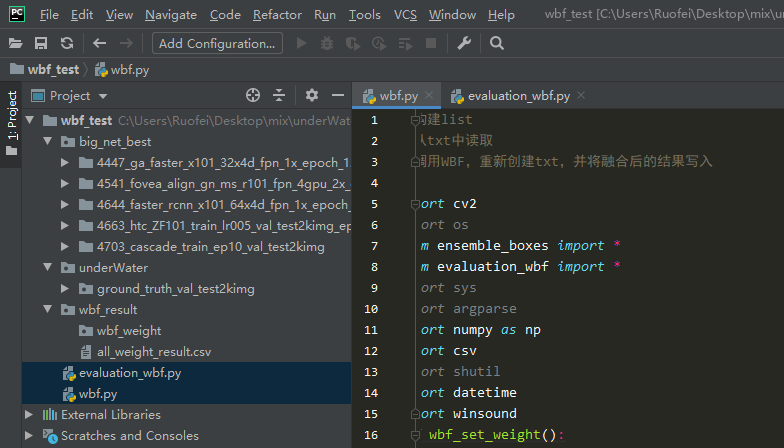 PC File Edit View Navigate Code Refactor Run Tools VCS Window Help wbf_test [C:\Users\Ruofei\Desktop\mix\underWa
Add Configuration...
wbf_test wbf.py
1: Project
Project
wbf.py evaluation_wbf.py
wbf_test C:\Users\Ruofei\Desktop\mix\underWater
big_net_best
4447_ga_faster_x101_32x4d_fpn_1x_epoch_1
4541_fovea_align_gn_ms_r101_fpn_4gpu_2x_
4644_faster_rcnn_x101_64x4d_fpn_1x_epoch_
4663_htc_ZF101_train_lr005_val_test2kimg_ep
4703_cascade_train_ep10_val_test2kimg
underWater
ground_truth_val_test2kimg
wbf_result
wbf_weight
all_weight_result.csv
evaluation_wbf.py
wbf.py
External Libraries
Scratches and Consoles
1 建list
2 txt中读取
3 用WBF，重新创建txt，并将融合后的结果写入
4
5 ort cv2
6 ort os
7 m ensemble_boxes import *
8 m evaluation_wbf import *
9 ort sys
10 ort argparse
11 ort numpy as np
12 ort csv
13 ort shutil
14 ort datetime
15 ort winsound
16 wbf_set_weight():